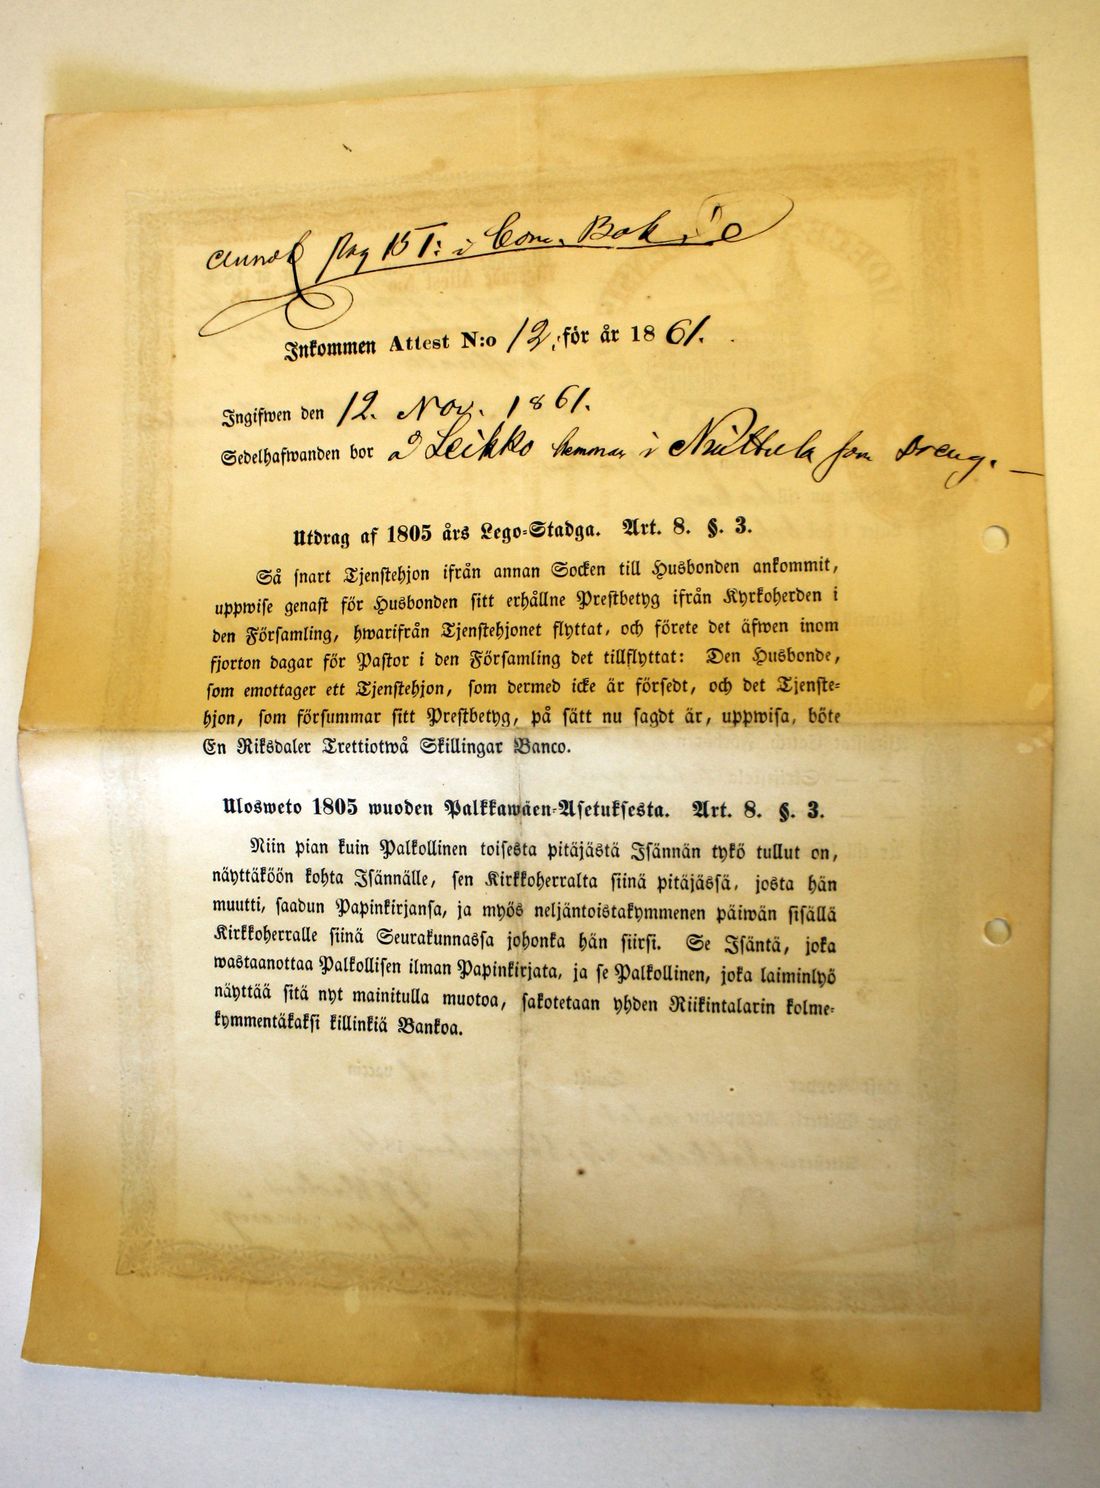 pag 151: i Com. Bok
Inkommen Attest N:o 12, för år 1861.
Ingifwen den 12. Nov. 1861.
Sedelhafwanden bor å Leikko hemman i Niittula som Dreng.
Utdrag af 1805 års Lego-Stadga. Art. 8. §. 3.
Så snart Tjenstehjon ifrån annan Socken till Husbonden ankommit,
uppwise genast för Husbonden sitt erhållne Prestbetyg ifrån Kyrkoherden i
den Församling, hwarifrån Tjenstehjonet flyttat, och förete det äfwen inom
fjorton dagar för Pastor i den Församling det tillflyttat: Den Husbonde,
som emottager ett Tjenstehjon, som dermed icke är försedt, och det Tjenste-
hjon, som försummar sitt Prestbetyg, på sätt nu sagdt är, uppwisa, böte
En Riksdaler Trettiotwå Skillingar Banco.
Ulosweto 1805 wuoden Palkkawäen-Asetuksesta. Art. 8. §. 3.
Niin pian kuin Palkollinen toisesta pitäjästä Isännän tykö tullut on,
näyttäköön kohta Isännälle, sen Kirkkoherralta siinä pitäjässä, josta hän
muutti, saadun Papinkirjansa, ja myös neljäntoistakymmenen päiwän sisällä
Kirkkoherralle siinä Seurakunnassa johonka hän siirsi. Se Isäntä, joka
wastaanottaa Palkollisen ilman Papinkirjata, ja se Palkollinen, joka laiminlyö
näyttää sitä nyt mainitulla muotoa, sakotetaan yhden Riikintalarin kolme-
kymmentäkaksi killinkiä Bankoa.